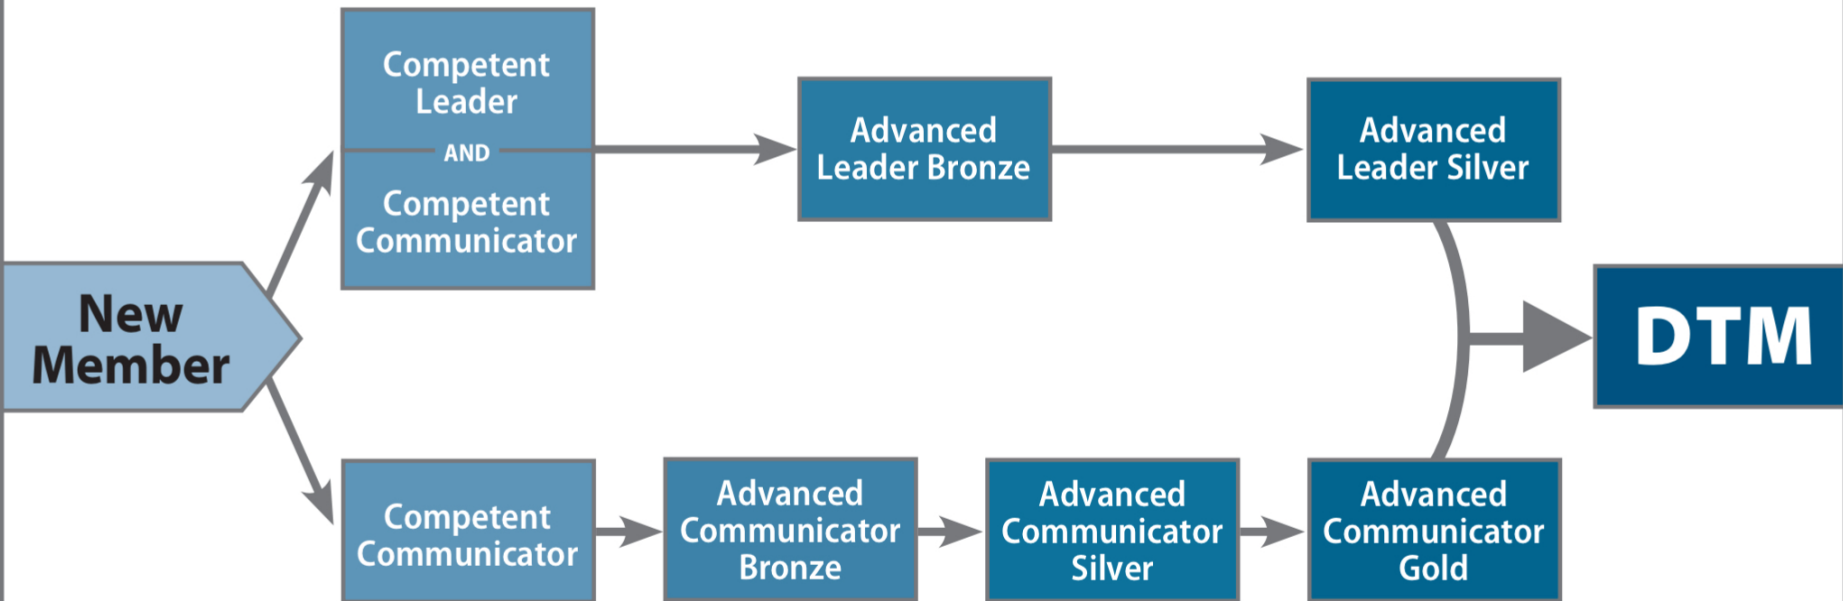 New
Member
Competent
Leader
AND
Competent
Communicator
Advanced
Leader Bronze
Advanced
Leader Silver
Competent
Communicator
Advanced
Communicator
Bronze
Advanced
Communicator
Silver
Advanced
Communicator
Gold
DTM